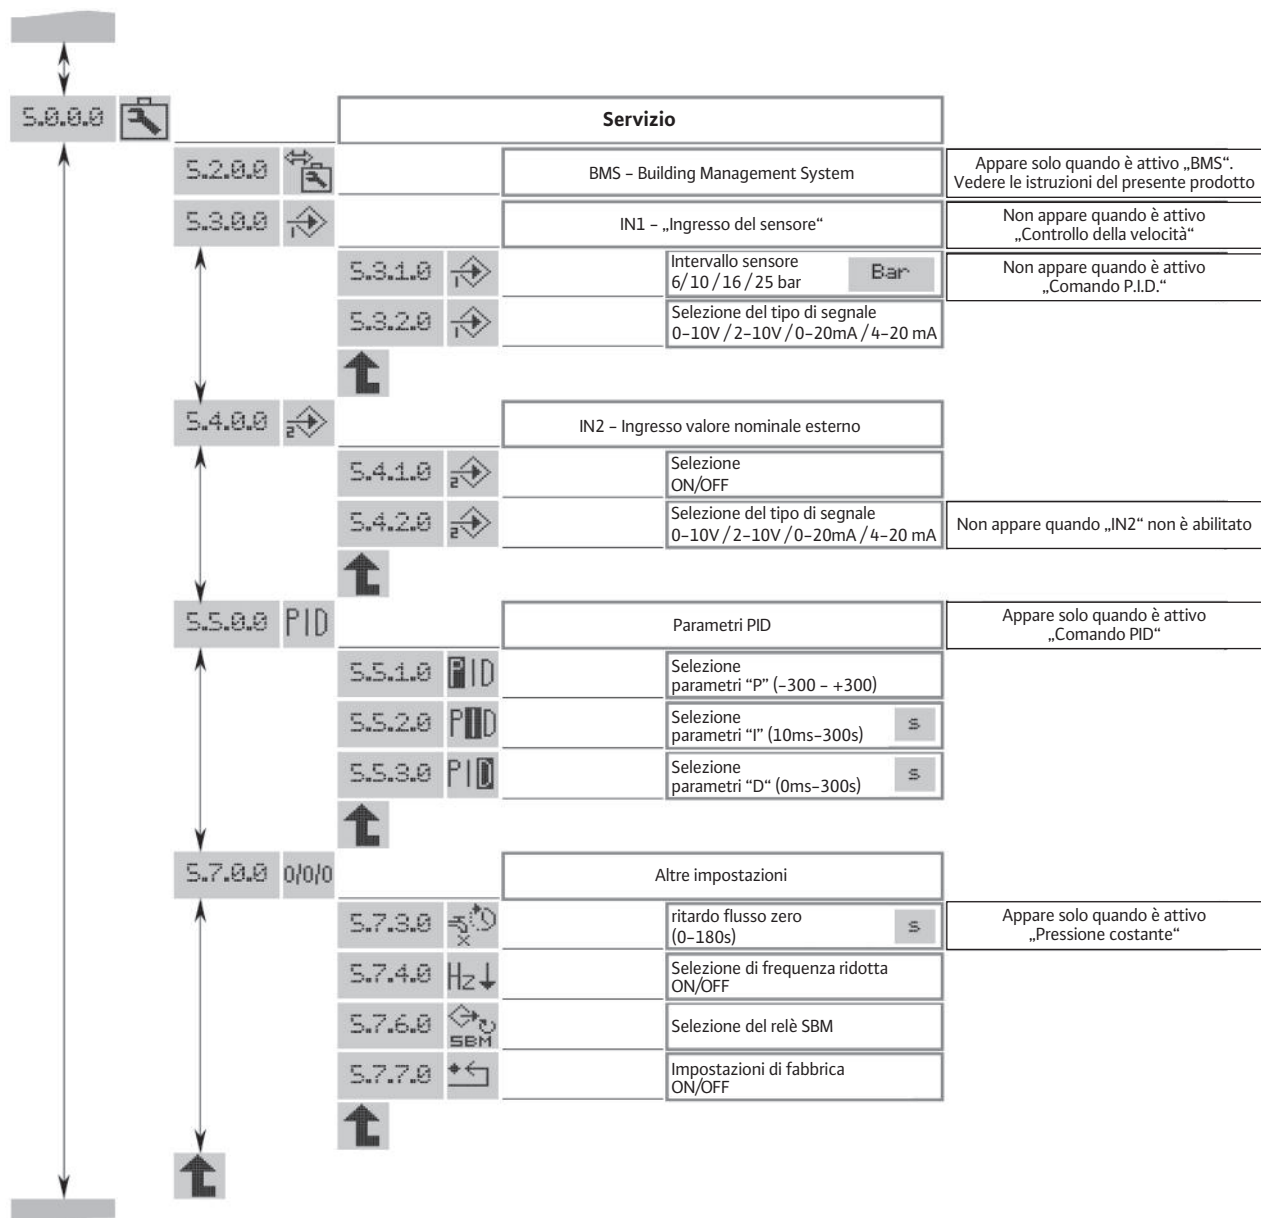 5.0.0.0
Servizio
5.2.0.0
BMS – Building Management System
Appare solo quando è attivo „BMS“.
Vedere le istruzioni del presente prodotto
5.3.0.0
1
IN1 – „Ingresso del sensore“
Non appare quando è attivo
„Controllo della velocità“
5.3.1.0
1
Intervallo sensore
6/ 10 / 16 / 25 bar
Bar
Non appare quando è attivo
„Comando P.I.D.“
5.3.2.0
1
Selezione del tipo di segnale
0–10V / 2–10V / 0–20mA / 4–20 mA
5.4.0.0
2
IN2 – Ingresso valore nominale esterno
5.4.1.0
2
Selezione
ON/OFF
5.4.2.0
2
Selezione del tipo di segnale
0–10V / 2–10V / 0–20mA / 4–20 mA
Non appare quando „IN2“ non è abilitato
5.5.0.0
PID
Parametri PID
Appare solo quando è attivo
„Comando PID“
5.5.1.0
PID
Selezione
parametri “P” (–300 – +300)
5.5.2.0
PID
Selezione
parametri “I” (10ms–300s)
s
5.5.3.0
PID
Selezione
parametri “D“ (0ms–300s)
s
5.7.0.0
0/0/0
Altre impostazioni
5.7.3.0
X
ritardo flusso zero
(0–180s)
s
Appare solo quando è attivo
„Pressione costante“
5.7.4.0
Hz
Selezione di frequenza ridotta
ON/OFF
5.7.6.0
SBM
Selezione del relè SBM
5.7.7.0
Impostazioni di fabbrica
ON/OFF